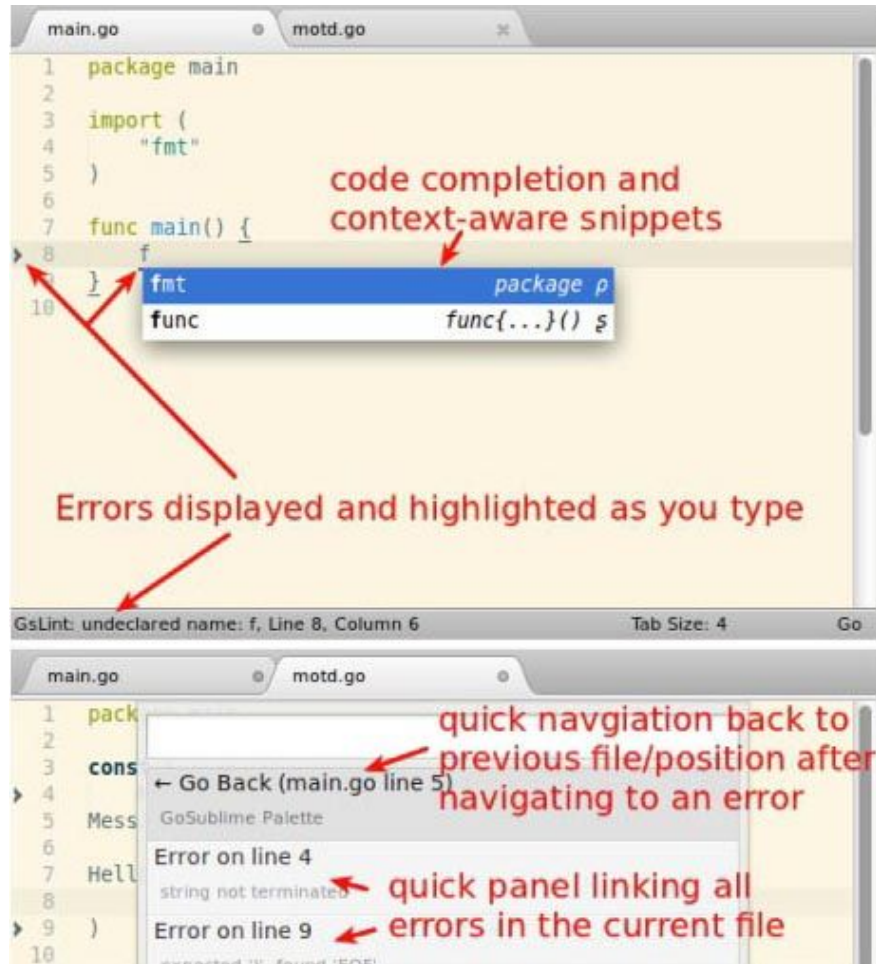 main.go
motd.go
1 package main
2
3 import (
4 "fmt"
5 )
6
7 func main() {
8 f
9 }
10
fmt package ρ
func func{...}() ʂ
code completion and
context-aware snippets
Errors displayed and highlighted as you type
GsLint: undeclared name: f, Line 8, Column 6 Tab Size: 4 Go
main.go
motd.go
1 pack
2
3 cons
4
5 Mess
6
7 Hell
8
9 )
10
← Go Back (main.go line 5)
GoSublime Palette
Error on line 4
string not terminated
Error on line 9
quick navgiation back to
previous file/position after
navigating to an error
quick panel linking all
errors in the current file